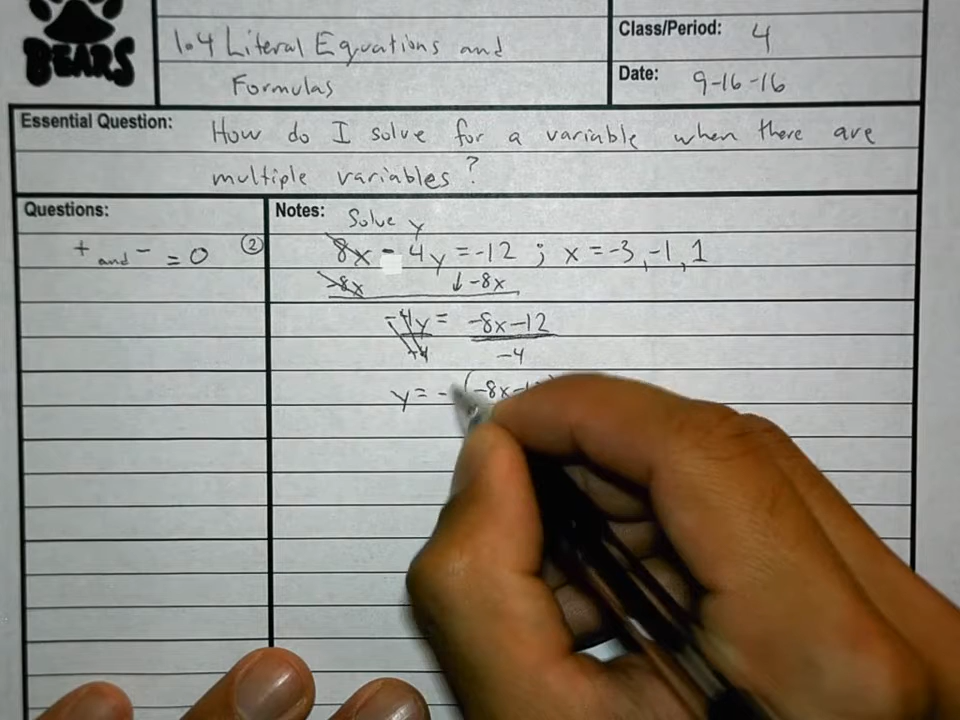 BEARS
1.4 Literal Equations and
Formulas
Class/Period: 4
Date: 9-16-16
Essential Question: How do I solve for a variable when there are
multiple variables?
Questions:
+ and - = 0
Notes: Solve y
② 8x - 4y = -12 ; x = -3, -1, 1
-8x ↓ -8x
-4y = -8x-12
-4 -4
y = - (-8x-